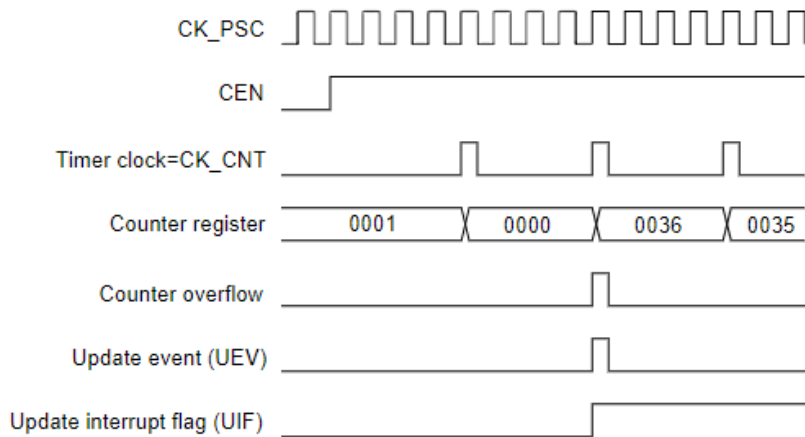 CK_PSC
CEN
Timer clock=CK_CNT
Counter register 0001 0000 0036 0035
Counter overflow
Update event (UEV)
Update interrupt flag (UIF)